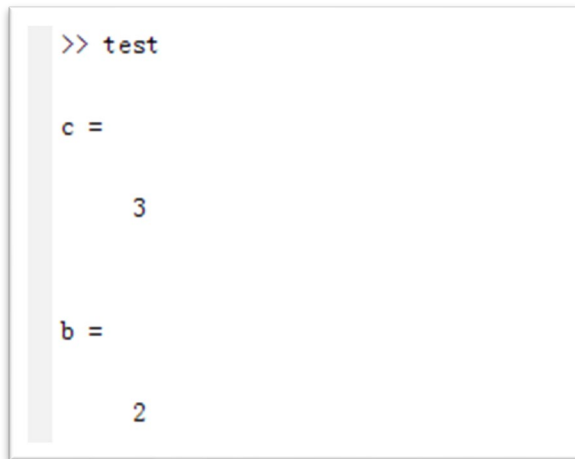 >> test
c =
3
b =
2